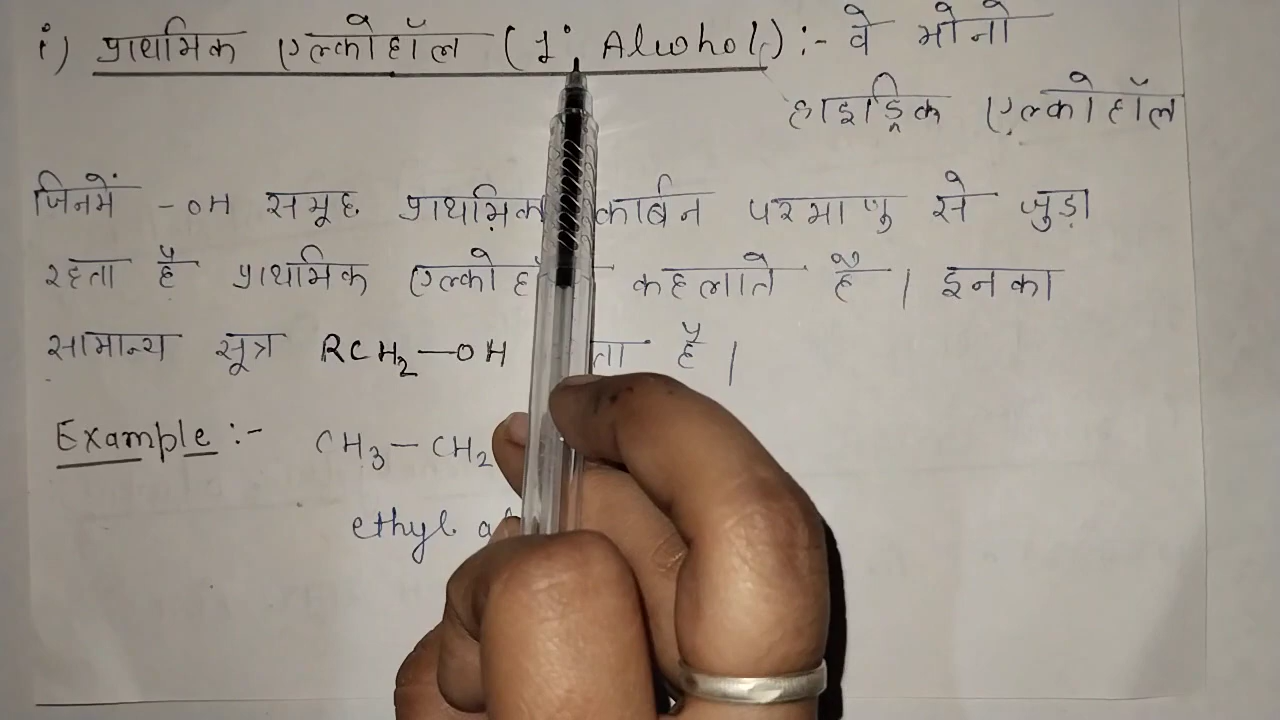 i) प्राथमिक एल्कोहॉल (1° Alcohol) :- वे मोनो
हाइड्रिक एल्कोहॉल
जिनमें -OH समूह प्राथमिक कार्बन परमाणु से जुड़ा
रहता है प्राथमिक एल्कोहॉ कहलाते हैं । इनका
सामान्य सूत्र RCH₂—OH ता है ।
Example :- CH₃ — CH₂
ethyl al